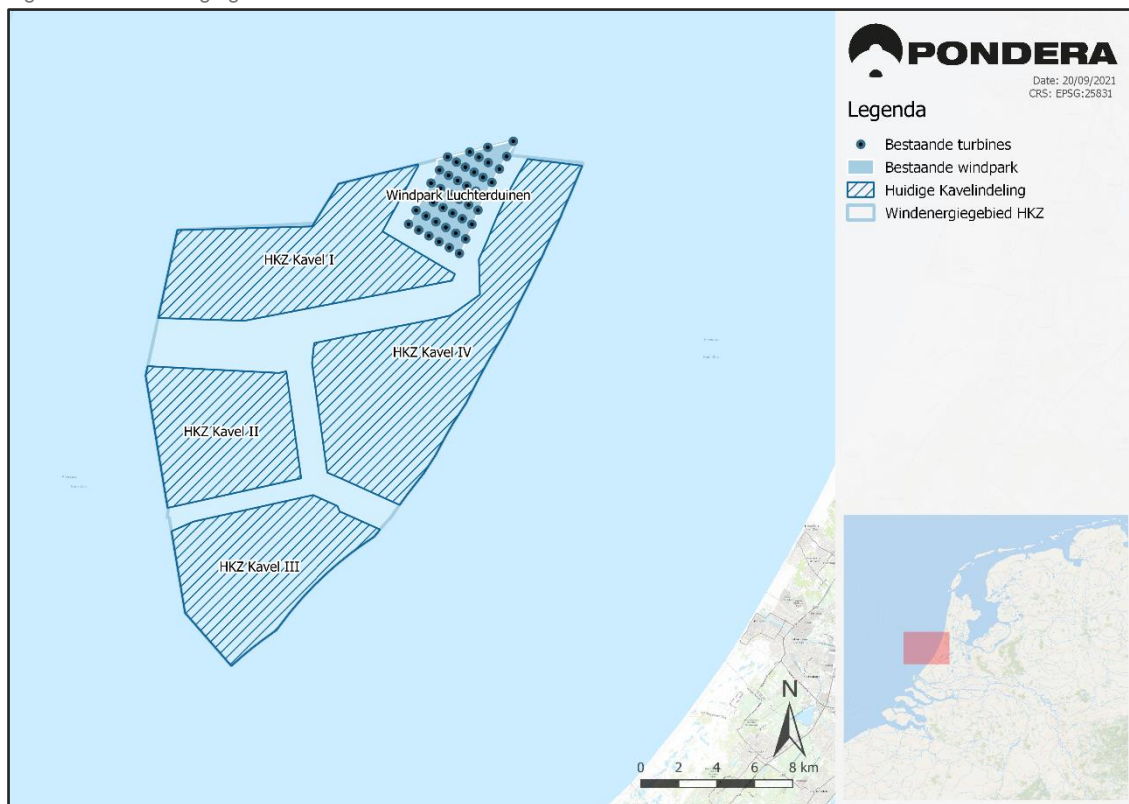 PONDERA
Date: 20/09/2021
CRS: EPSG:25831
Legenda
Bestaande turbines
Bestaande windpark
Huidige Kavelindeling
Windenergiegebied HKZ
Windpark Luchterduinen
HKZ Kavel I
HKZ Kavel IV
HKZ Kavel II
HKZ Kavel III
N
0 2 4 6 8 km